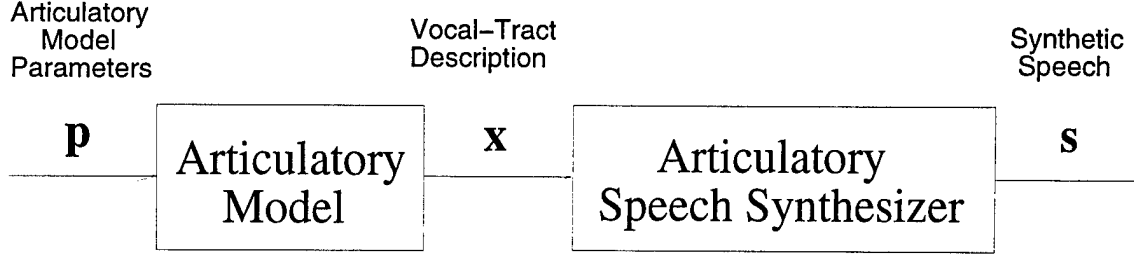 Articulatory
Model
Parameters
Vocal–Tract
Description
Synthetic
Speech
p
Articulatory
Model
x
Articulatory
Speech Synthesizer
s